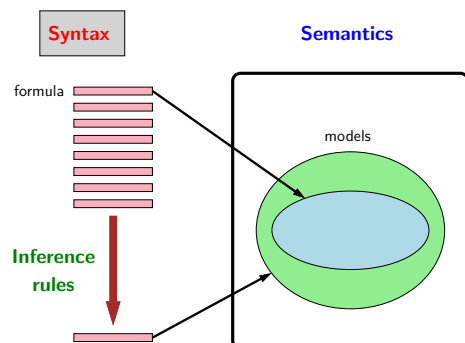 Syntax
Semantics
formula
models
Inference
rules